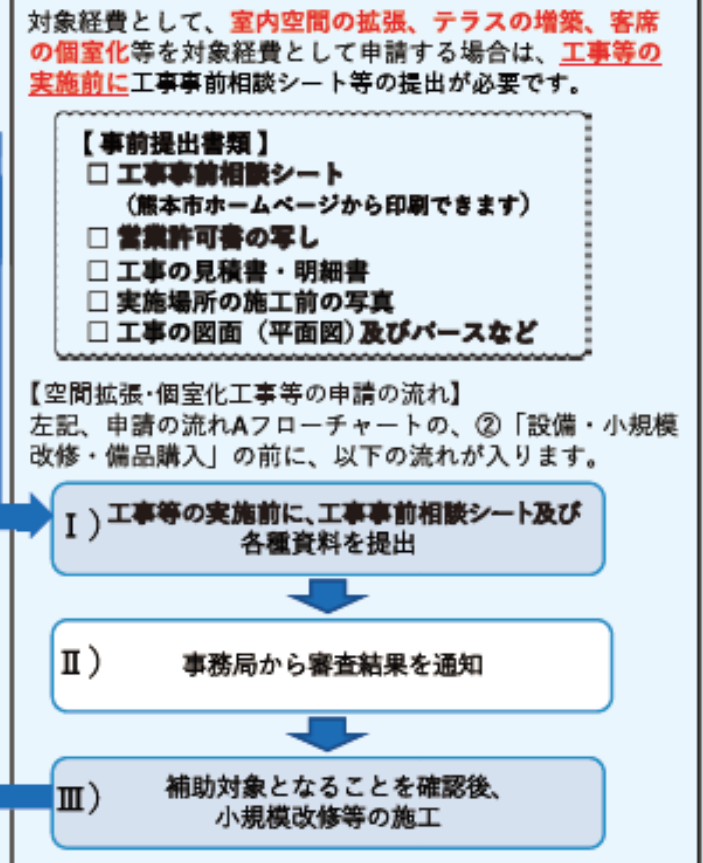 対象経費として、室内空間の拡張、テラスの増築、客席
の個室化等を対象経費として申請する場合は、工事等の
実施前に工事事前相談シート等の提出が必要です。
【事前提出書類】
□ 工事事前相談シート
（熊本市ホームページから印刷できます）
□ 営業許可書の写し
□ 工事の見積書・明細書
□ 実施場所の施工前の写真
□ 工事の図面（平面図）及びパースなど
【空間拡張･個室化工事等の申請の流れ】
左記、申請の流れAフローチャートの、②「設備・小規模
改修・備品購入」の前に、以下の流れが入ります。
Ⅰ）工事等の実施前に、工事事前相談シート及び
各種資料を提出
Ⅱ） 事務局から審査結果を通知
Ⅲ） 補助対象となることを確認後、
小規模改修等の施工